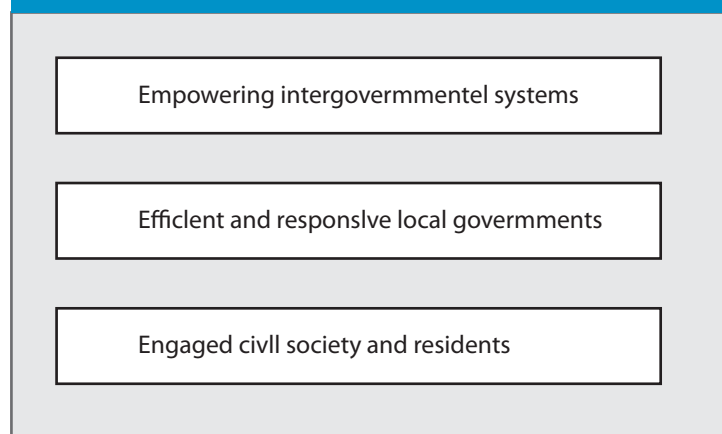 Empowering intergovermmentel systems
Efficlent and responslve local govermments
Engaged civll society and residents